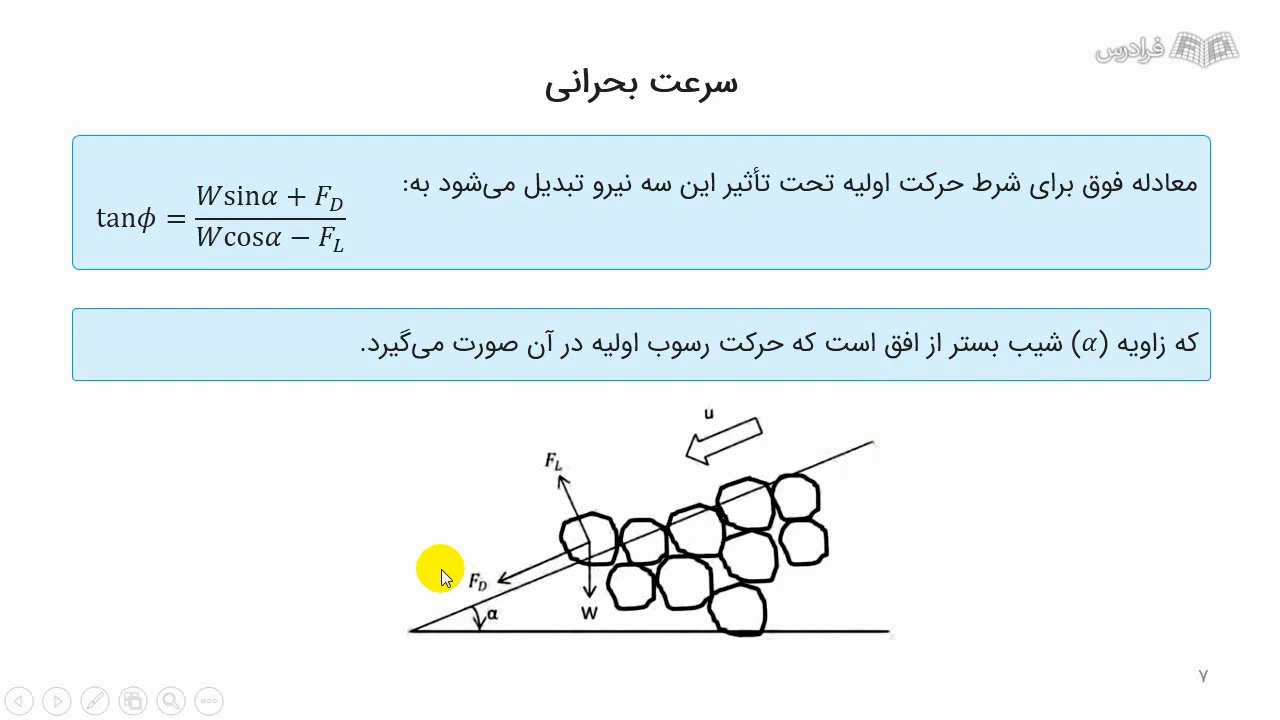 فرادرس
سرعت بحرانی
معادله فوق برای شرط حرکت اولیه تحت تأثیر این سه نیرو تبدیل می‌شود به:
tanϕ = (Wsinα + F_D) / (Wcosα − F_L)
که زاویه (α) شیب بستر از افق است که حرکت رسوب اولیه در آن صورت می‌گیرد.
u
F_L
F_D
α
W
۷